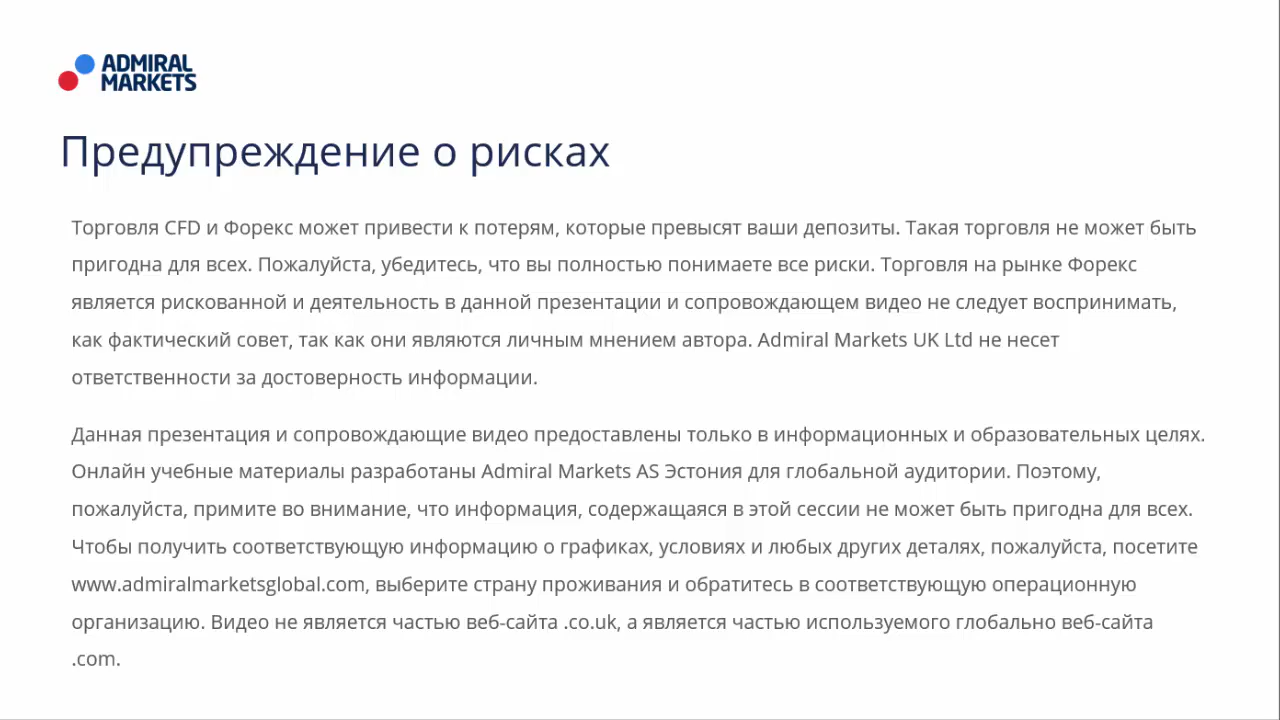 ADMIRAL
MARKETS
Предупреждение о рисках
Торговля CFD и Форекс может привести к потерям, которые превысят ваши депозиты. Такая торговля не может быть
пригодна для всех. Пожалуйста, убедитесь, что вы полностью понимаете все риски. Торговля на рынке Форекс
является рискованной и деятельность в данной презентации и сопровождающем видео не следует воспринимать,
как фактический совет, так как они являются личным мнением автора. Admiral Markets UK Ltd не несет
ответственности за достоверность информации.
Данная презентация и сопровождающие видео предоставлены только в информационных и образовательных целях.
Онлайн учебные материалы разработаны Admiral Markets AS Эстония для глобальной аудитории. Поэтому,
пожалуйста, примите во внимание, что информация, содержащаяся в этой сессии не может быть пригодна для всех.
Чтобы получить соответствующую информацию о графиках, условиях и любых других деталях, пожалуйста, посетите
www.admiralmarketsglobal.com, выберите страну проживания и обратитесь в соответствующую операционную
организацию. Видео не является частью веб-сайта .co.uk, а является частью используемого глобально веб-сайта
.com.